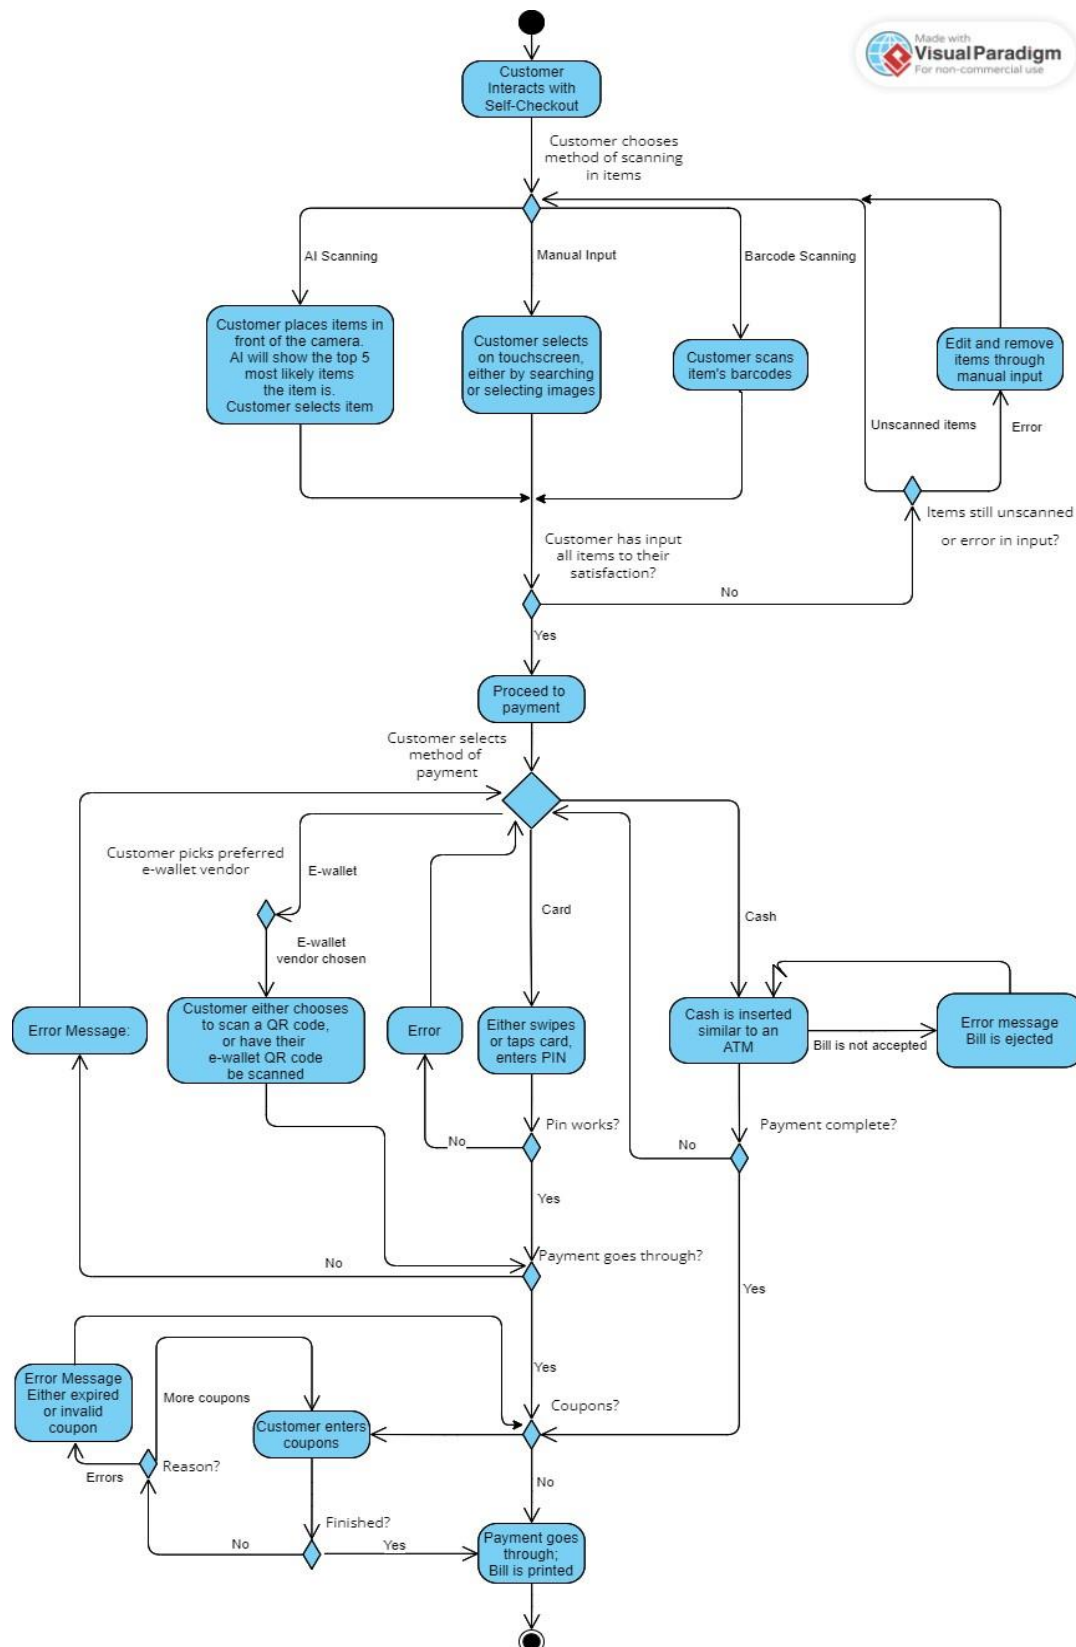 Made with
Visual Paradigm
For non-commercial use
Customer
Interacts with
Self-Checkout
Customer chooses
method of scanning
in items
AI Scanning
Manual Input
Barcode Scanning
Customer places items in
front of the camera.
AI will show the top 5
most likely items
the item is.
Customer selects item
Customer selects
on touchscreen,
either by searching
or selecting images
Customer scans
item's barcodes
Edit and remove
items through
manual input
Unscanned items
Error
Items still unscanned
or error in input?
Customer has input
all items to their
satisfaction?
No
Yes
Proceed to
payment
Customer selects
method of
payment
Customer picks preferred
e-wallet vendor
E-wallet
Card
Cash
E-wallet
vendor chosen
Error Message:
Customer either chooses
to scan a QR code,
or have their
e-wallet QR code
be scanned
Error
Either swipes
or taps card,
enters PIN
Cash is inserted
similar to an
ATM
Bill is not accepted
Error message
Bill is ejected
Pin works?
No
Yes
Payment complete?
No
Yes
Payment goes through?
No
Yes
Error Message
Either expired
or invalid
coupon
More coupons
Customer enters
coupons
Coupons?
Errors
Reason?
No
Finished?
No
Yes
Payment goes
through;
Bill is printed